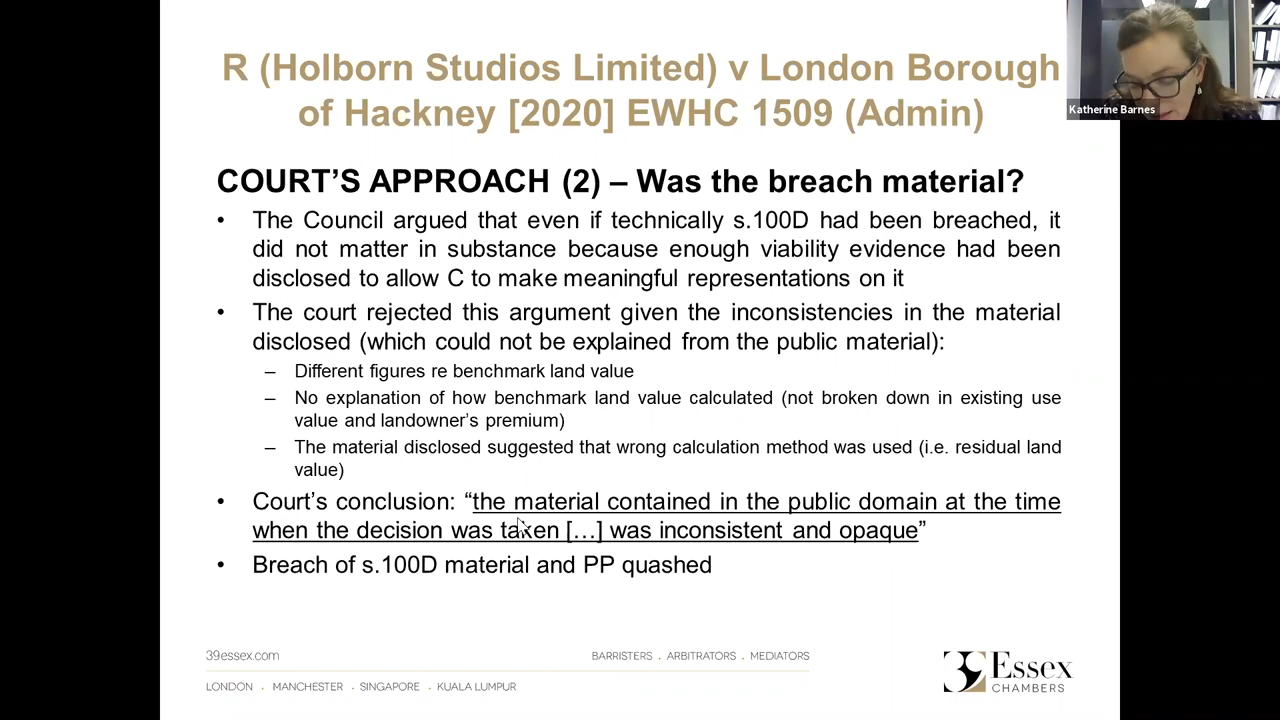 R (Holborn Studios Limited) v London Borough
of Hackney [2020] EWHC 1509 (Admin)
Katherine Barnes
COURT’S APPROACH (2) – Was the breach material?
• The Council argued that even if technically s.100D had been breached, it
did not matter in substance because enough viability evidence had been
disclosed to allow C to make meaningful representations on it
• The court rejected this argument given the inconsistencies in the material
disclosed (which could not be explained from the public material):
– Different figures re benchmark land value
– No explanation of how benchmark land value calculated (not broken down in existing use
value and landowner’s premium)
– The material disclosed suggested that wrong calculation method was used (i.e. residual land
value)
• Court’s conclusion: “the material contained in the public domain at the time
when the decision was taken […] was inconsistent and opaque”
• Breach of s.100D material and PP quashed
39essex.com
BARRISTERS . ARBITRATORS . MEDIATORS
LONDON . MANCHESTER . SINGAPORE . KUALA LUMPUR
39 Essex
CHAMBERS